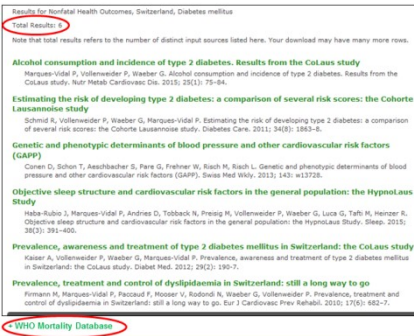 Results for Nonfatal Health Outcomes, Switzerland, Diabetes mellitus
Total Results: 6
Note that total results refers to the number of distinct input sources listed here. Your download may have many more rows.
Alcohol consumption and incidence of type 2 diabetes. Results from the CoLaus study
Marques-Vidal P, Vollenweider P, Waeber G. Alcohol consumption and incidence of type 2 diabetes. Results from the
CoLaus study. Nutr Metab Cardiovasc Dis. 2015; 25(1): 75-84.
Estimating the risk of developing type 2 diabetes: a comparison of several risk scores: the Cohorte
Lausannoise study
Schmid R, Vollenweider P, Waeber G, Marques-Vidal P. Estimating the risk of developing type 2 diabetes: a comparison
of several risk scores: the Cohorte Lausannoise study. Diabetes Care. 2011; 34(8): 1863-8.
Genetic and phenotypic determinants of blood pressure and other cardiovascular risk factors
(GAPP)
Conen D, Schon T, Aeschbacher S, Pare G, Frehner W, Risch M, Risch L. Genetic and phenotypic determinants of blood
pressure and other cardiovascular risk factors (GAPP). Swiss Med Wkly. 2013; 143: w13728.
Objective sleep structure and cardiovascular risk factors in the general population: the HypnoLaus
Study
Haba-Rubio J, Marques-Vidal P, Andries D, Tobback N, Preisig M, Vollenweider P, Waeber G, Luca G, Tafti M, Heinzer R.
Objective sleep structure and cardiovascular risk factors in the general population: the HypnoLaus Study. Sleep. 2015;
38(3): 391-400.
Prevalence, awareness and treatment of type 2 diabetes mellitus in Switzerland: the CoLaus study
Kaiser A, Vollenweider P, Waeber G, Marques-Vidal P. Prevalence, awareness and treatment of type 2 diabetes mellitus
in Switzerland: the CoLaus study. Diabet Med. 2012; 29(2): 190-7.
Prevalence, treatment and control of dyslipidaemia in Switzerland: still a long way to go
Firmann M, Marques-Vidal P, Paccaud F, Mooser V, Rodondi N, Waeber G, Vollenweider P. Prevalence, treatment and
control of dyslipidaemia in Switzerland: still a long way to go. Eur J Cardiovasc Prev Rehabil. 2010; 17(6): 682-7.
+ WHO Mortality Database